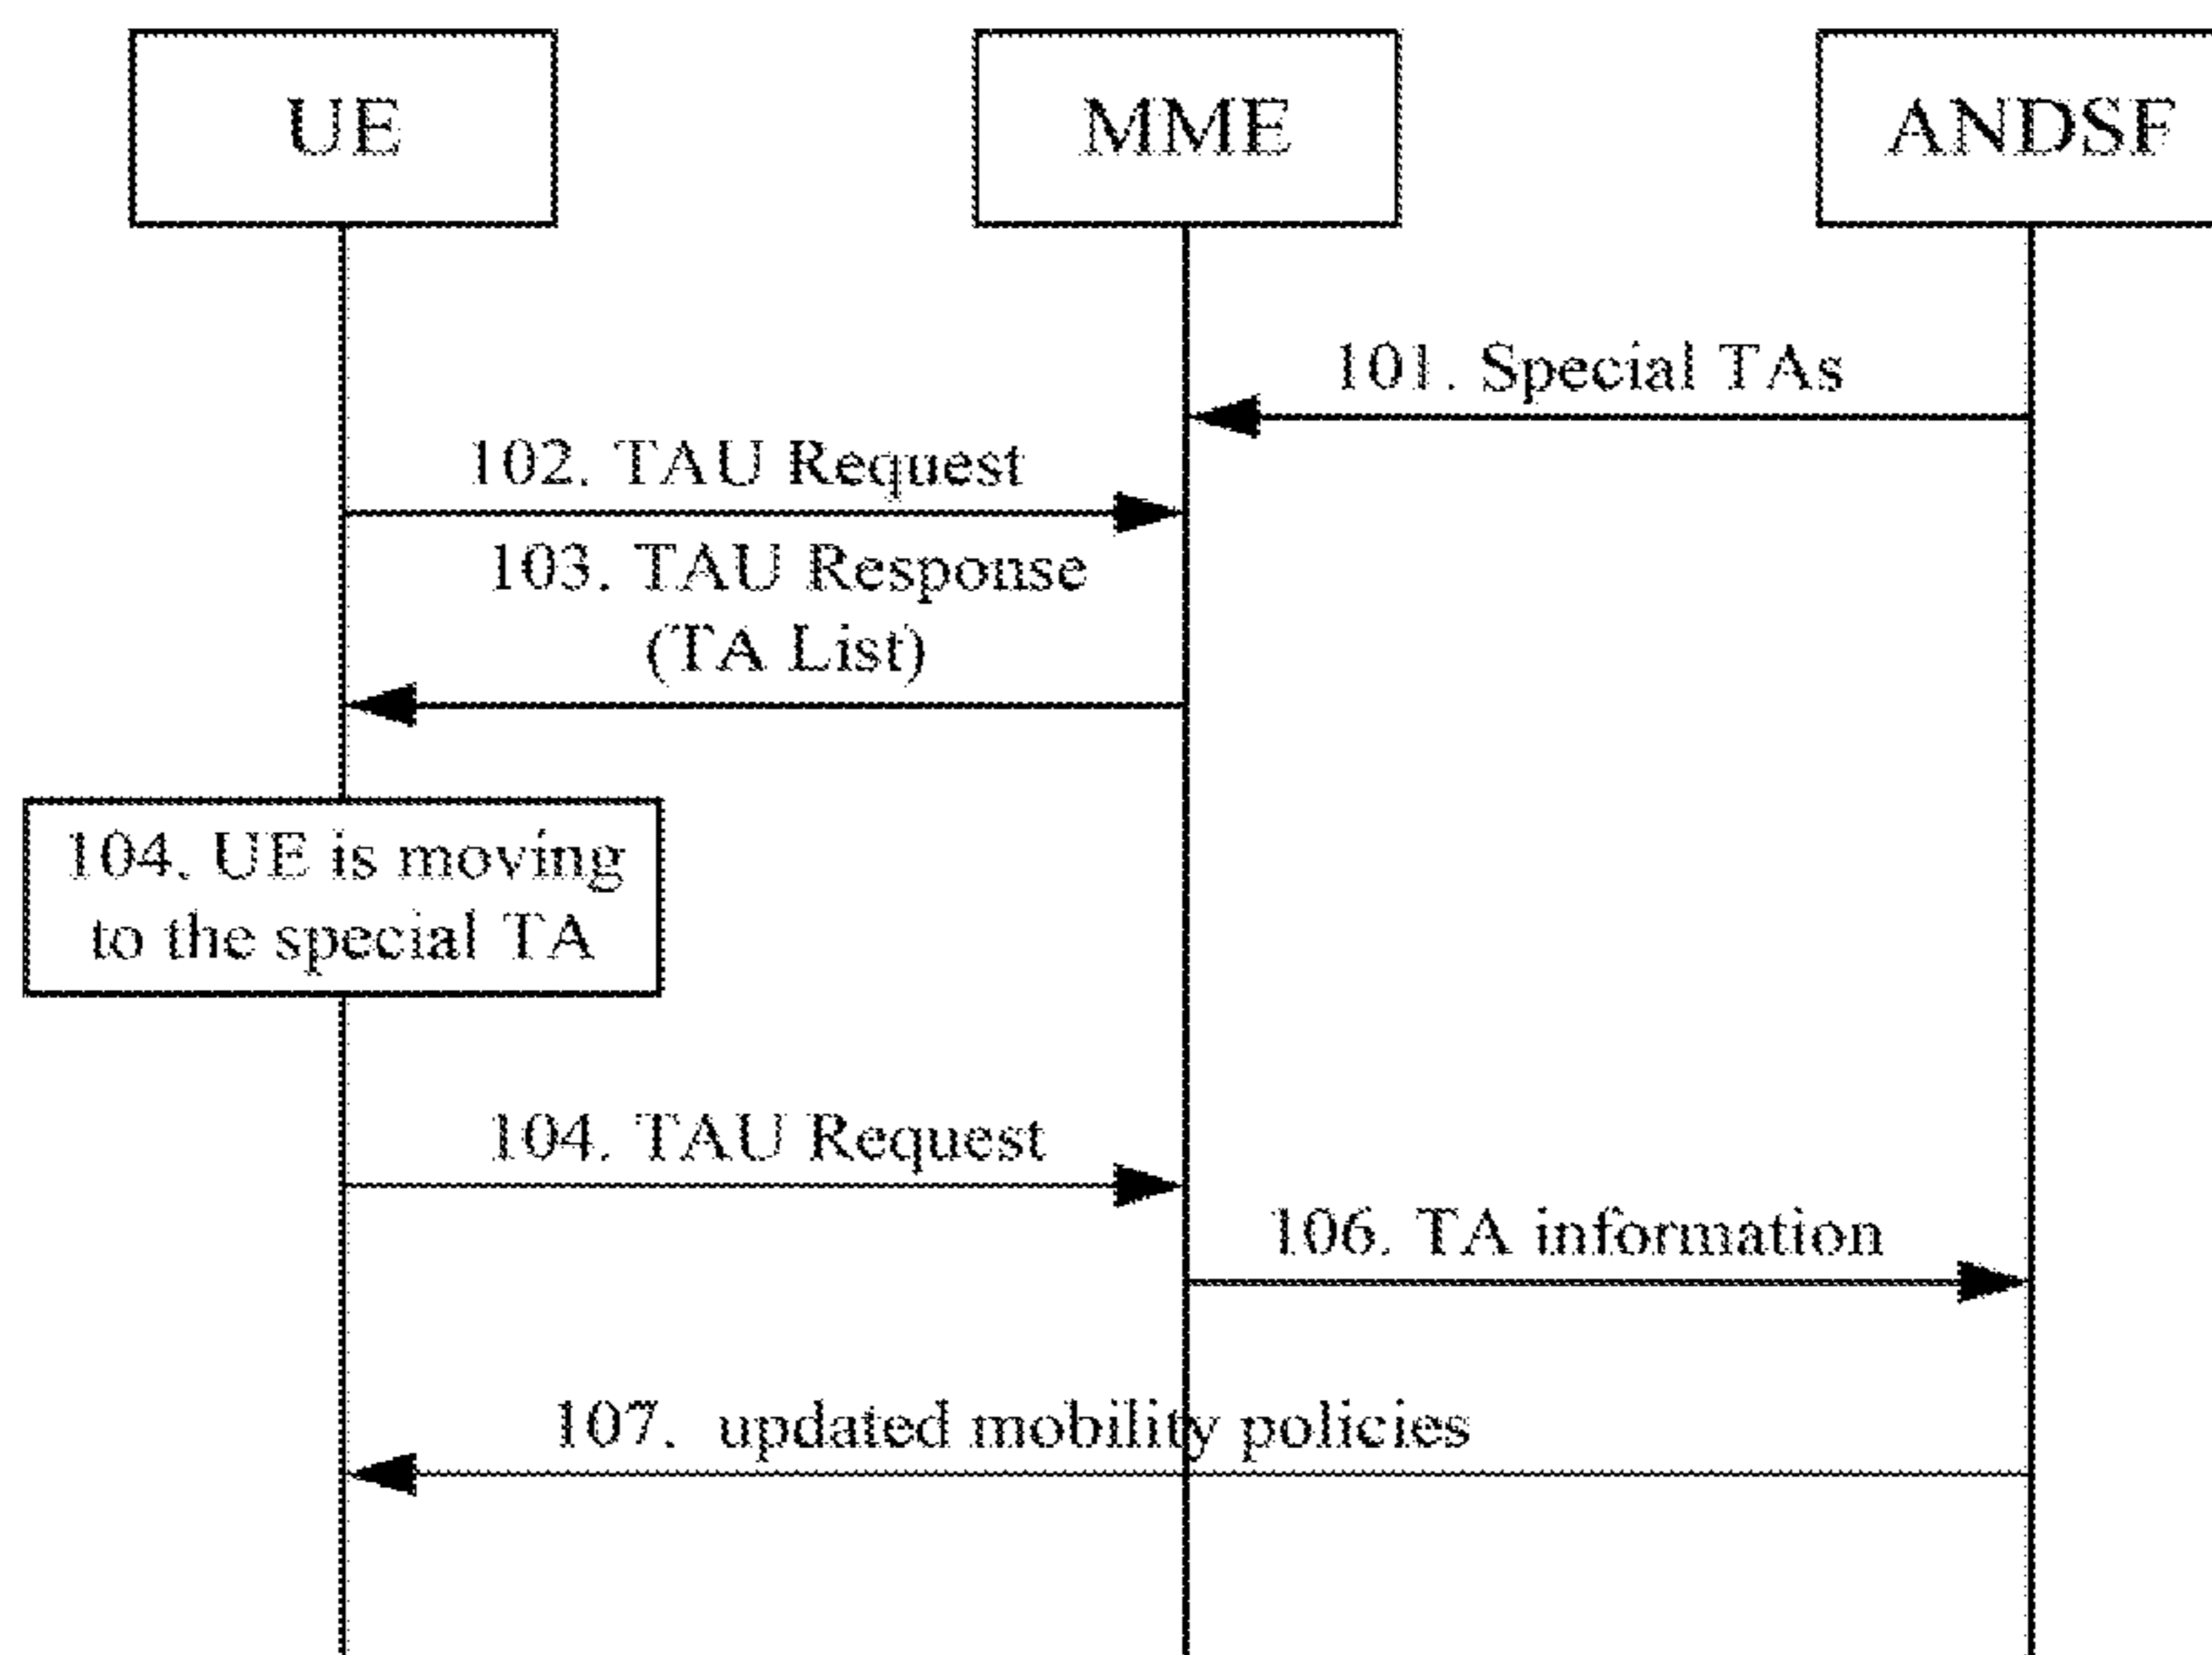 UE
MME
ANDSF
101. Special TAs
102. TAU Request
103. TAU Response
(TA List)
104. UE is moving
to the special TA
104. TAU Request
106. TA information
107. updated mobility policies